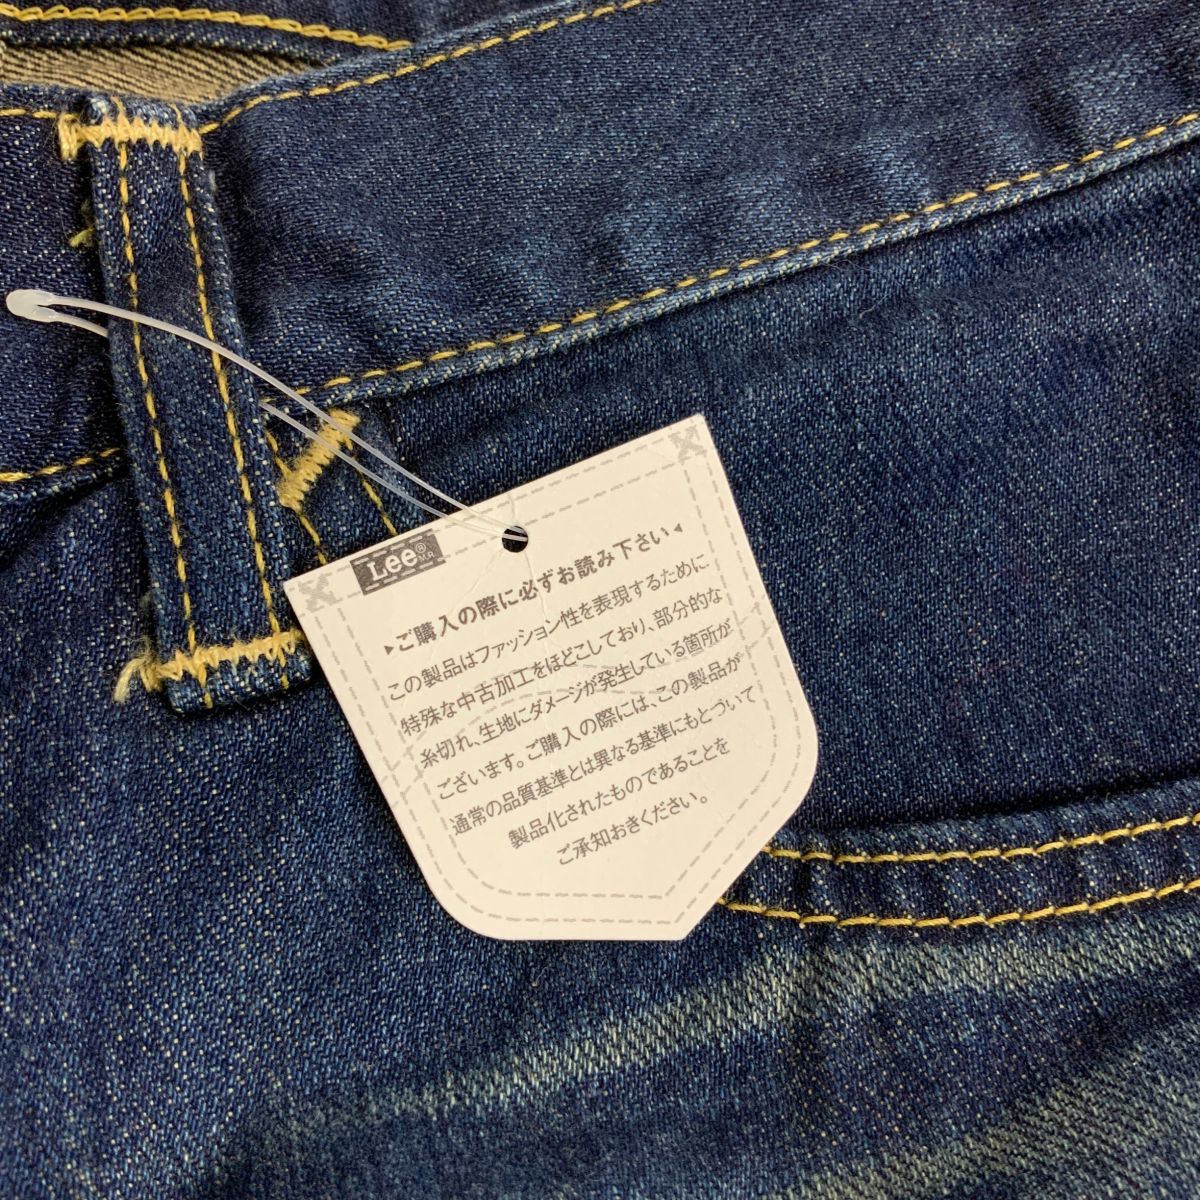 Lee® M.R.
▶ご購入の際に必ずお読み下さい◀
この製品はファッション性を表現するために
特殊な中古加工をほどこしており、部分的な
糸切れ、生地にダメージが発生している箇所が
ございます。ご購入の際には、この製品が
通常の品質基準とは異なる基準にもとづいて
製品化されたものであることを
ご承知おきください。